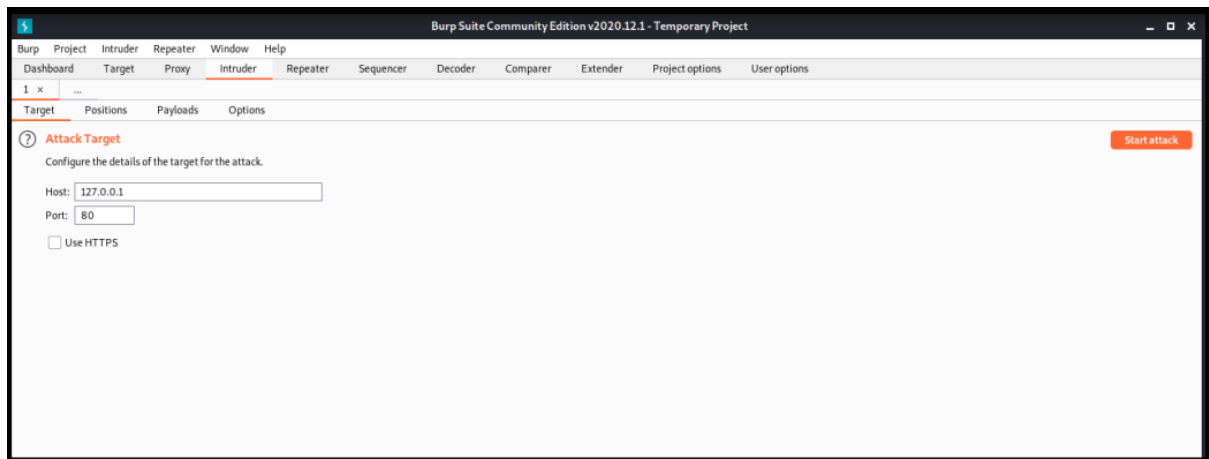 Burp Suite Community Edition v2020.12.1 - Temporary Project
Burp Project Intruder Repeater Window Help
Dashboard Target Proxy Intruder Repeater Sequencer Decoder Comparer Extender Project options User options
1 × ...
Target Positions Payloads Options
? Attack Target Start attack
Configure the details of the target for the attack.
Host: 127.0.0.1
Port: 80
Use HTTPS